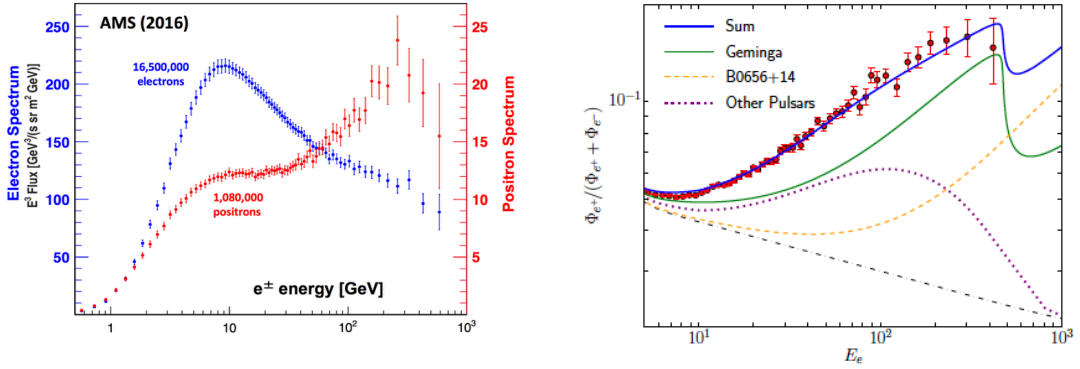 AMS (2016)
16,500,000
electrons
1,080,000
positrons
Electron Spectrum
E³ Flux [GeV³/(s sr m² GeV)]
250
200
150
100
50
Positron Spectrum
25
20
15
10
5
e± energy [GeV]
1
10
10²
10³
Sum
Geminga
B0656+14
Other Pulsars
Φe⁺/(Φe⁺ + Φe⁻)
10⁻¹
10¹
10²
10³
Eₑ